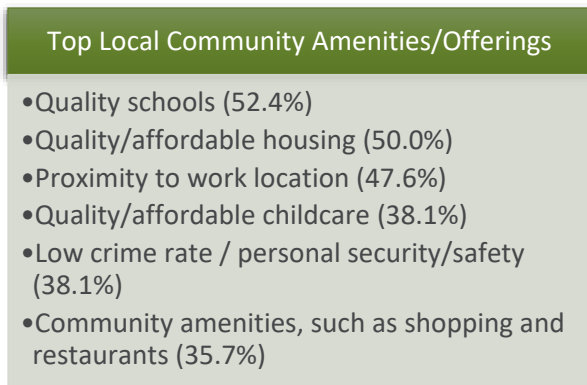 Top Local Community Amenities/Offerings
•Quality schools (52.4%)
•Quality/affordable housing (50.0%)
•Proximity to work location (47.6%)
•Quality/affordable childcare (38.1%)
•Low crime rate / personal security/safety
(38.1%)
•Community amenities, such as shopping and
restaurants (35.7%)